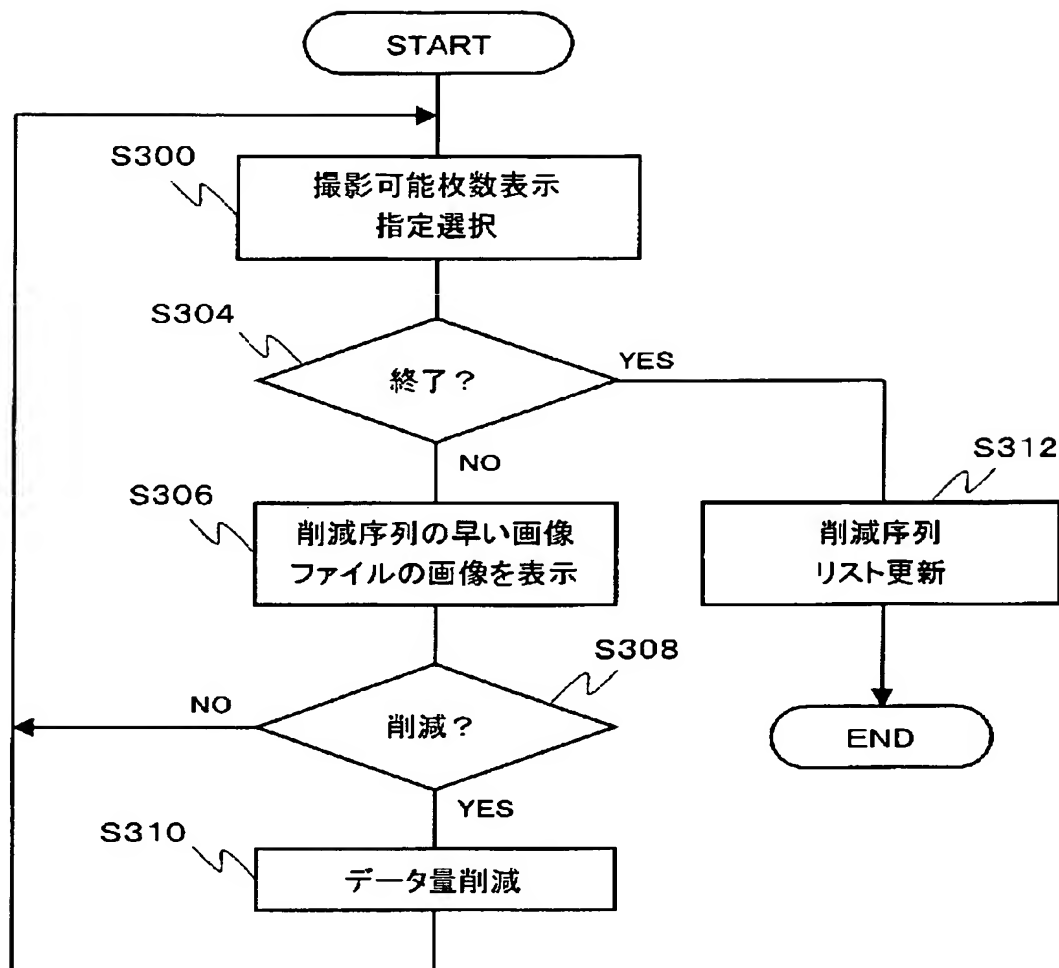 START
S300
撮影可能枚数表示
指定選択
S304
終了?
YES
NO
S306
削減序列の早い画像
ファイルの画像を表示
S312
削減序列
リスト更新
S308
削減?
NO
YES
END
S310
データ量削減